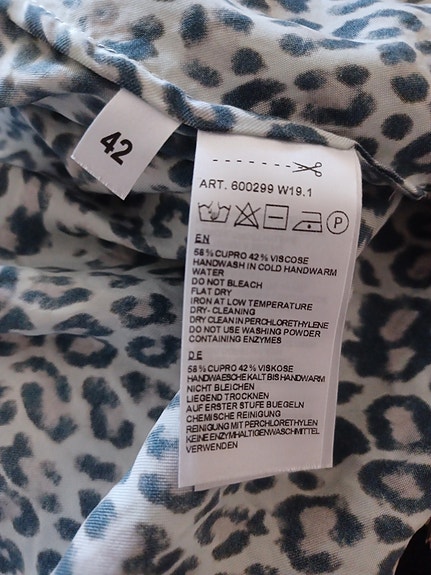 42
ART. 600299 W19.1
P
EN
58% CUPRO 42% VISCOSE
HANDWASH IN COLD HANDWARM
WATER
DO NOT BLEACH
FLAT DRY
IRON AT LOW TEMPERATURE
DRY- CLEANING
DRY CLEAN IN PERCHLORETHYLENE
DO NOT USE WASHING POWDER
CONTAINING ENZYMES
DE
58% CUPRO 42% VISKOSE
HANDWAESCHE KALT BIS HANDWARM
NICHT BLEICHEN
LIEGEND TROCKNEN
AUF ERSTER STUFE BUEGELN
CHEMISCHE REINIGUNG
REINIGUNG MIT PERCHLORETHYLEN
KEINE ENZYMHALTIGEN WASCHMITTEL
VERWENDEN